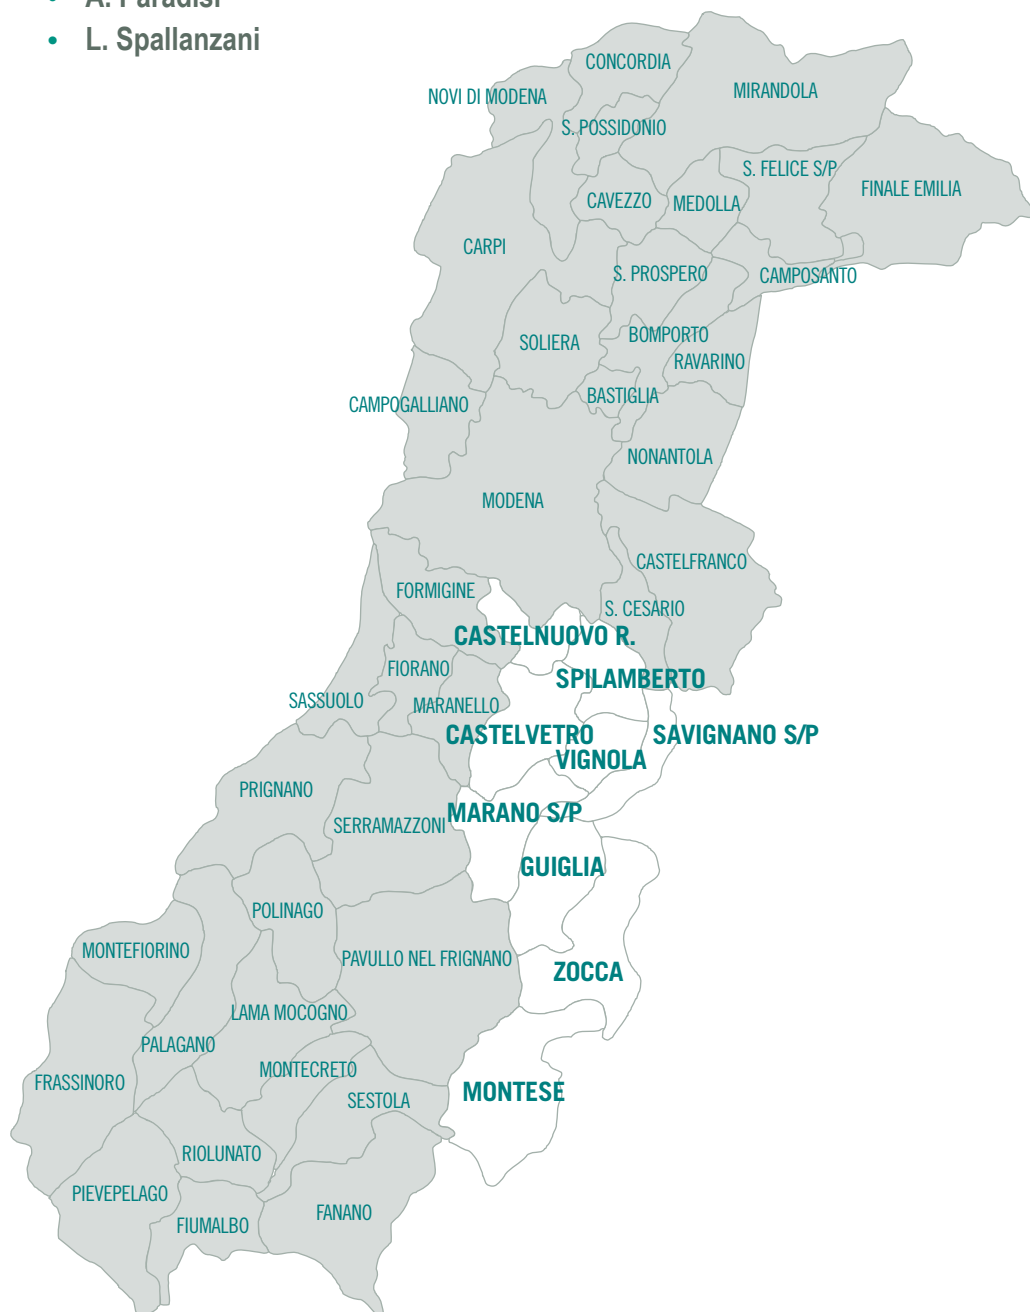 • A. Paradisi
• L. Spallanzani
CONCORDIA
NOVI DI MODENA
MIRANDOLA
S. POSSIDONIO
S. FELICE S/P
FINALE EMILIA
CAVEZZO
MEDOLLA
CARPI
S. PROSPERO
CAMPOSANTO
SOLIERA
BOMPORTO
RAVARINO
BASTIGLIA
CAMPOGALLIANO
NONANTOLA
MODENA
CASTELFRANCO
FORMIGINE
S. CESARIO
CASTELNUOVO R.
FIORANO
SPILAMBERTO
SASSUOLO
MARANELLO
CASTELVETRO
SAVIGNANO S/P
VIGNOLA
PRIGNANO
MARANO S/P
SERRAMAZZONI
GUIGLIA
POLINAGO
MONTEFIORINO
PAVULLO NEL FRIGNANO
ZOCCA
LAMA MOCOGNO
PALAGANO
MONTECRETO
FRASSINORO
MONTESE
SESTOLA
RIOLUNATO
PIEVEPELAGO
FANANO
FIUMALBO